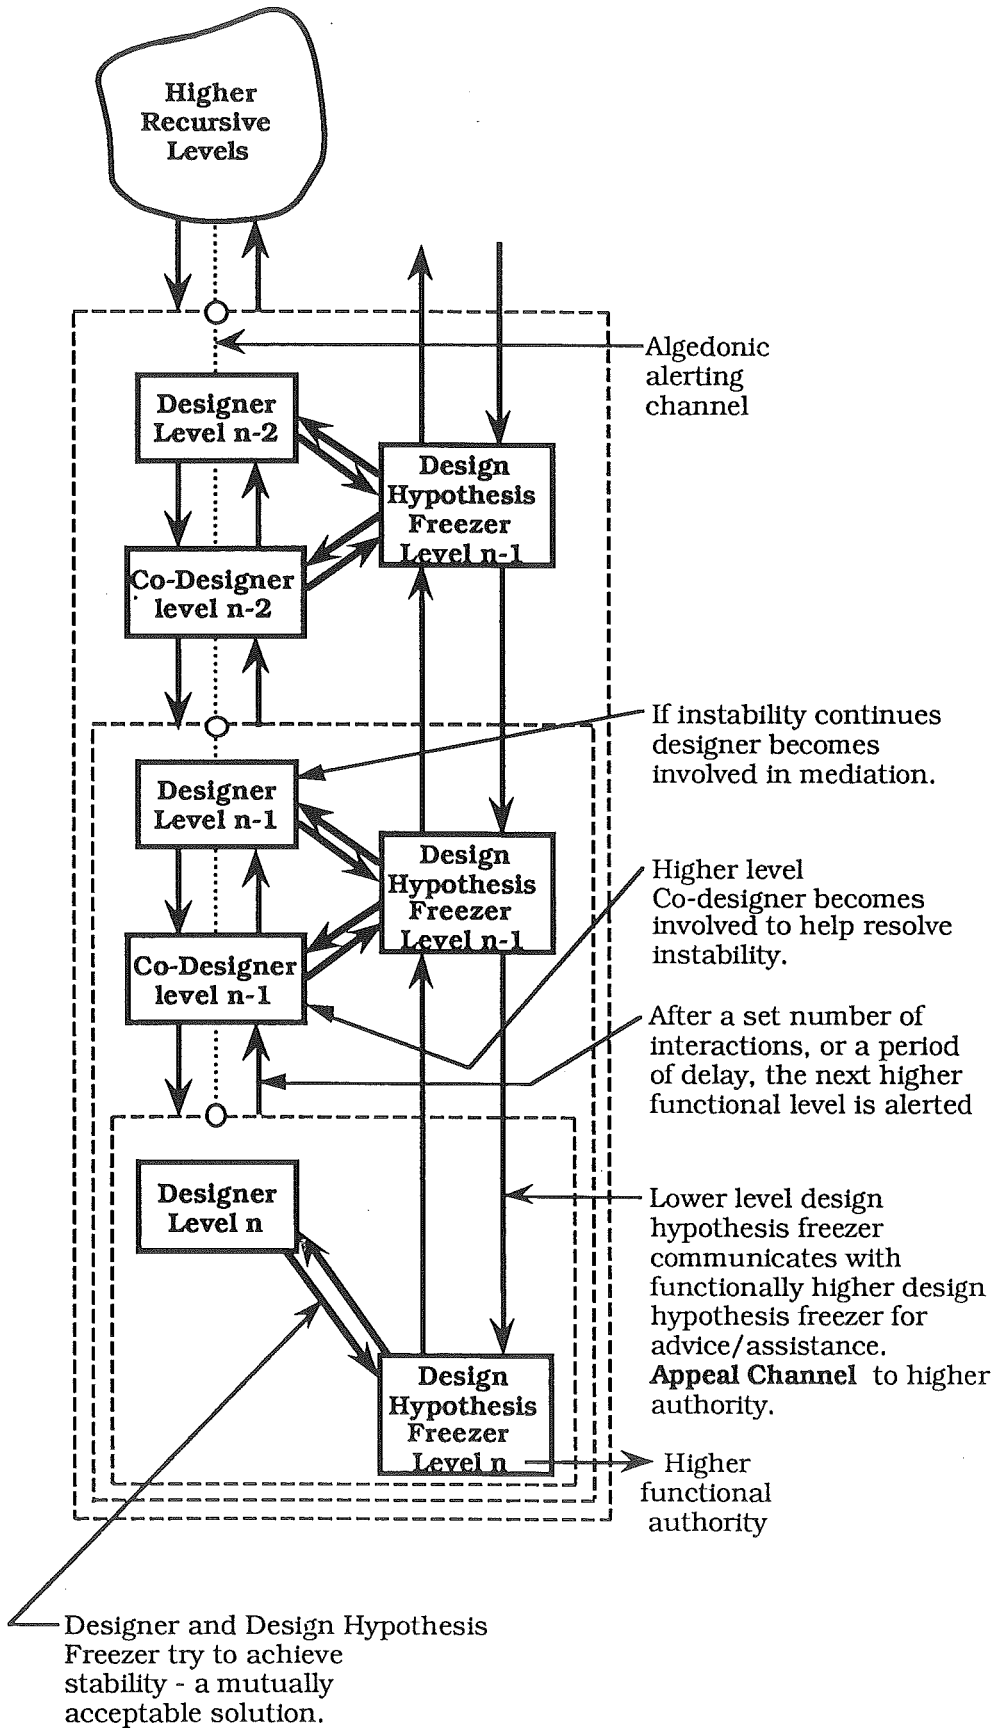 Higher
Recursive
Levels
Algedonic
alerting
channel
Designer
Level n-2
Design
Hypothesis
Freezer
Level n-1
Co-Designer
level n-2
If instability continues
designer becomes
involved in mediation.
Designer
Level n-1
Design
Hypothesis
Freezer
Level n-1
Higher level
Co-designer becomes
involved to help resolve
instability.
Co-Designer
level n-1
After a set number of
interactions, or a period
of delay, the next higher
functional level is alerted
Designer
Level n
Lower level design
hypothesis freezer
communicates with
functionally higher design
hypothesis freezer for
advice/assistance.
Appeal Channel to higher
authority.
Design
Hypothesis
Freezer
Level n
Higher
functional
authority
Designer and Design Hypothesis
Freezer try to achieve
stability - a mutually
acceptable solution.